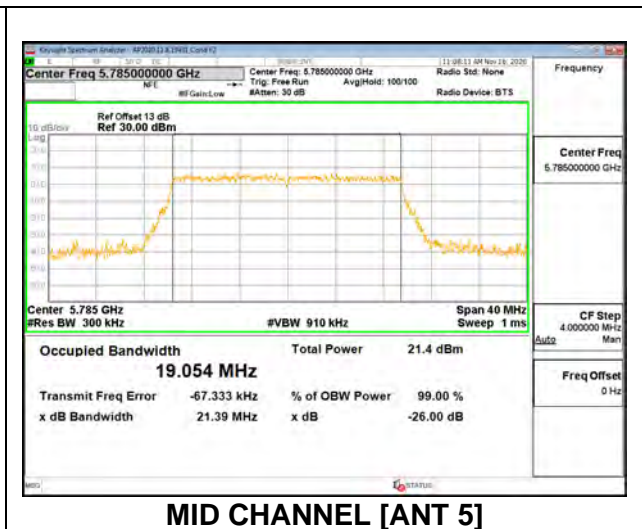 Keysight Spectrum Analyzer
Center Freq 5.785000000 GHz
NFE
#IFGain:Low
Center Freq: 5.785000000 GHz
Trig: Free Run
Avg|Hold: 100/100
#Atten: 30 dB
11:08:11 AM Nov 16, 2020
Radio Std: None
Radio Device: BTS
Frequency
Ref Offset 13 dB
10 dB/div
Ref 30.00 dBm
Log
Center Freq
5.785000000 GHz
Center 5.785 GHz
Span 40 MHz
#Res BW 300 kHz
#VBW 910 kHz
Sweep 1 ms
CF Step
4.000000 MHz
Auto
Man
Occupied Bandwidth
Total Power
21.4 dBm
19.054 MHz
Freq Offset
0 Hz
Transmit Freq Error
-67.333 kHz
% of OBW Power
99.00 %
x dB Bandwidth
21.39 MHz
x dB
-26.00 dB
MSG
STATUS
MID CHANNEL [ANT 5]